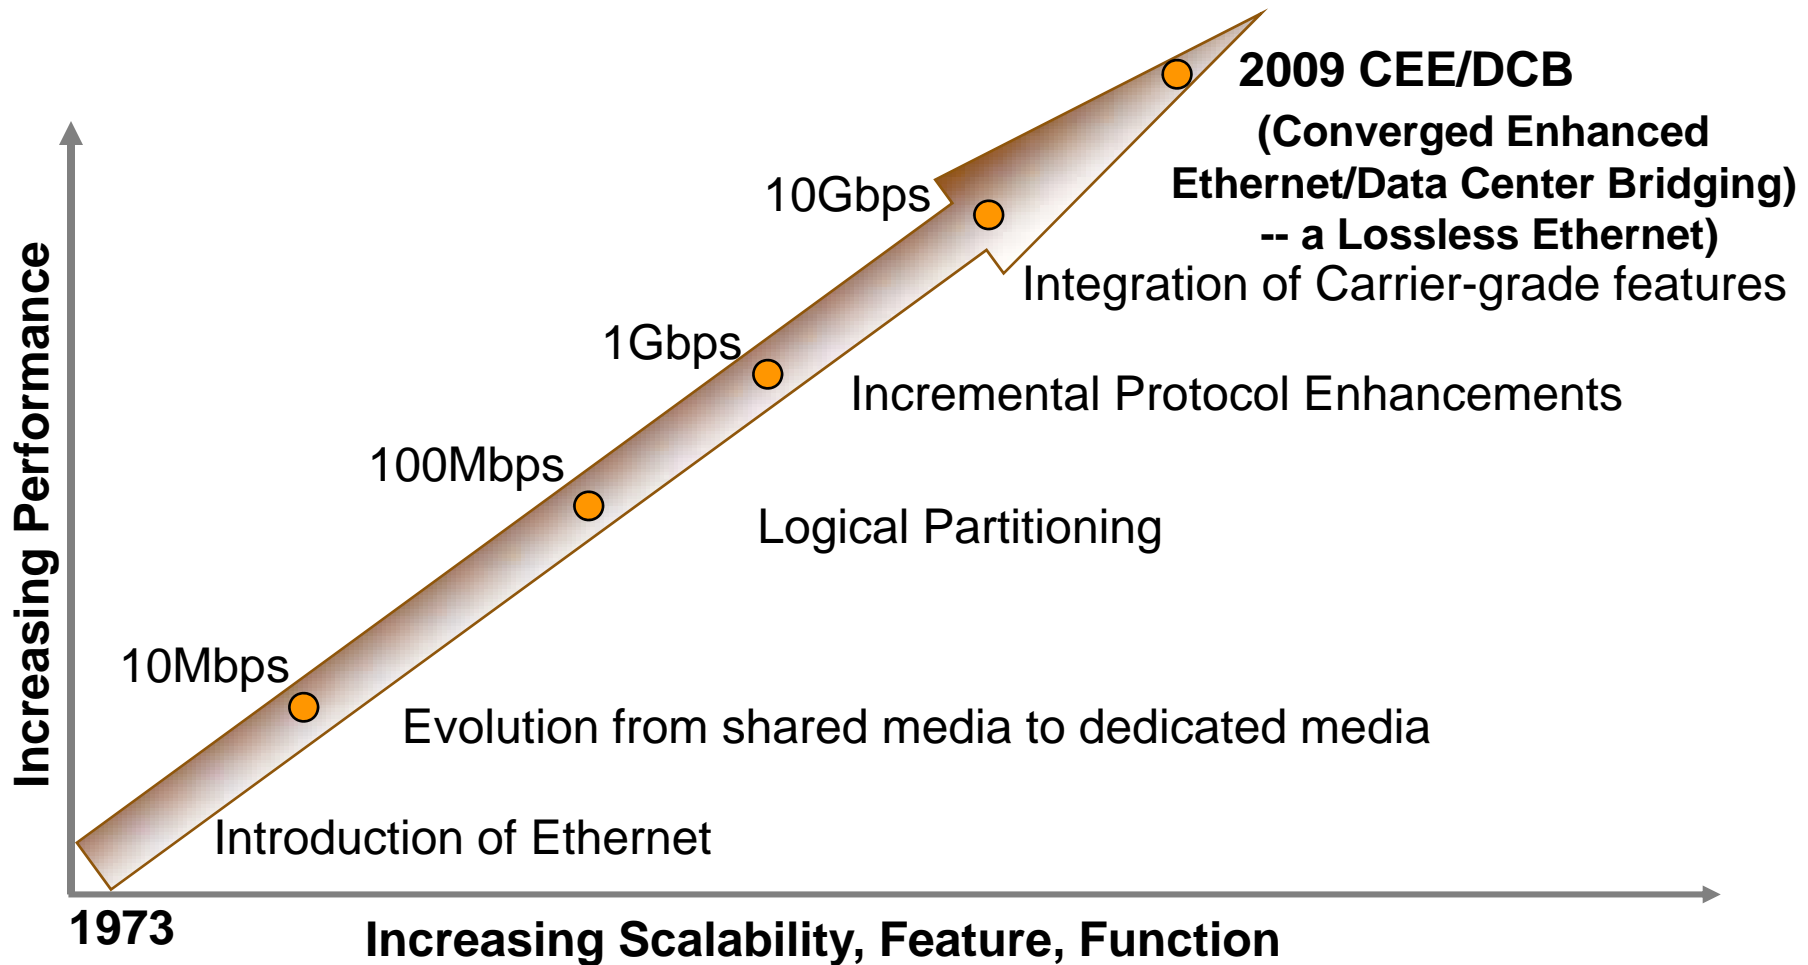 2009 CEE/DCB
(Converged Enhanced
Ethernet/Data Center Bridging)
-- a Lossless Ethernet)
10Gbps
Integration of Carrier-grade features
1Gbps
Incremental Protocol Enhancements
100Mbps
Logical Partitioning
10Mbps
Evolution from shared media to dedicated media
Introduction of Ethernet
Increasing Performance
1973
Increasing Scalability, Feature, Function